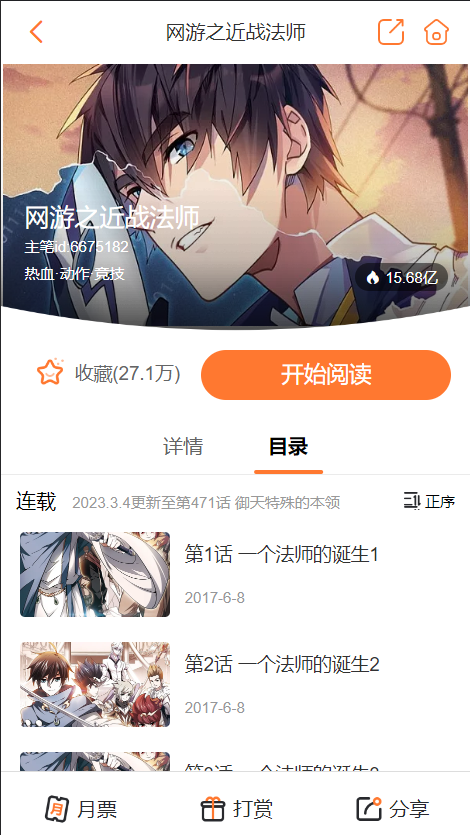 网游之近战法师
网游之近战法师
主笔id:6675182
热血·动作·竞技
15.68亿
收藏(27.1万)
开始阅读
详情
目录
连载 2023.3.4更新至第471话 御天特殊的本领
正序
第1话 一个法师的诞生1
2017-6-8
第2话 一个法师的诞生2
2017-6-8
月票
打赏
分享